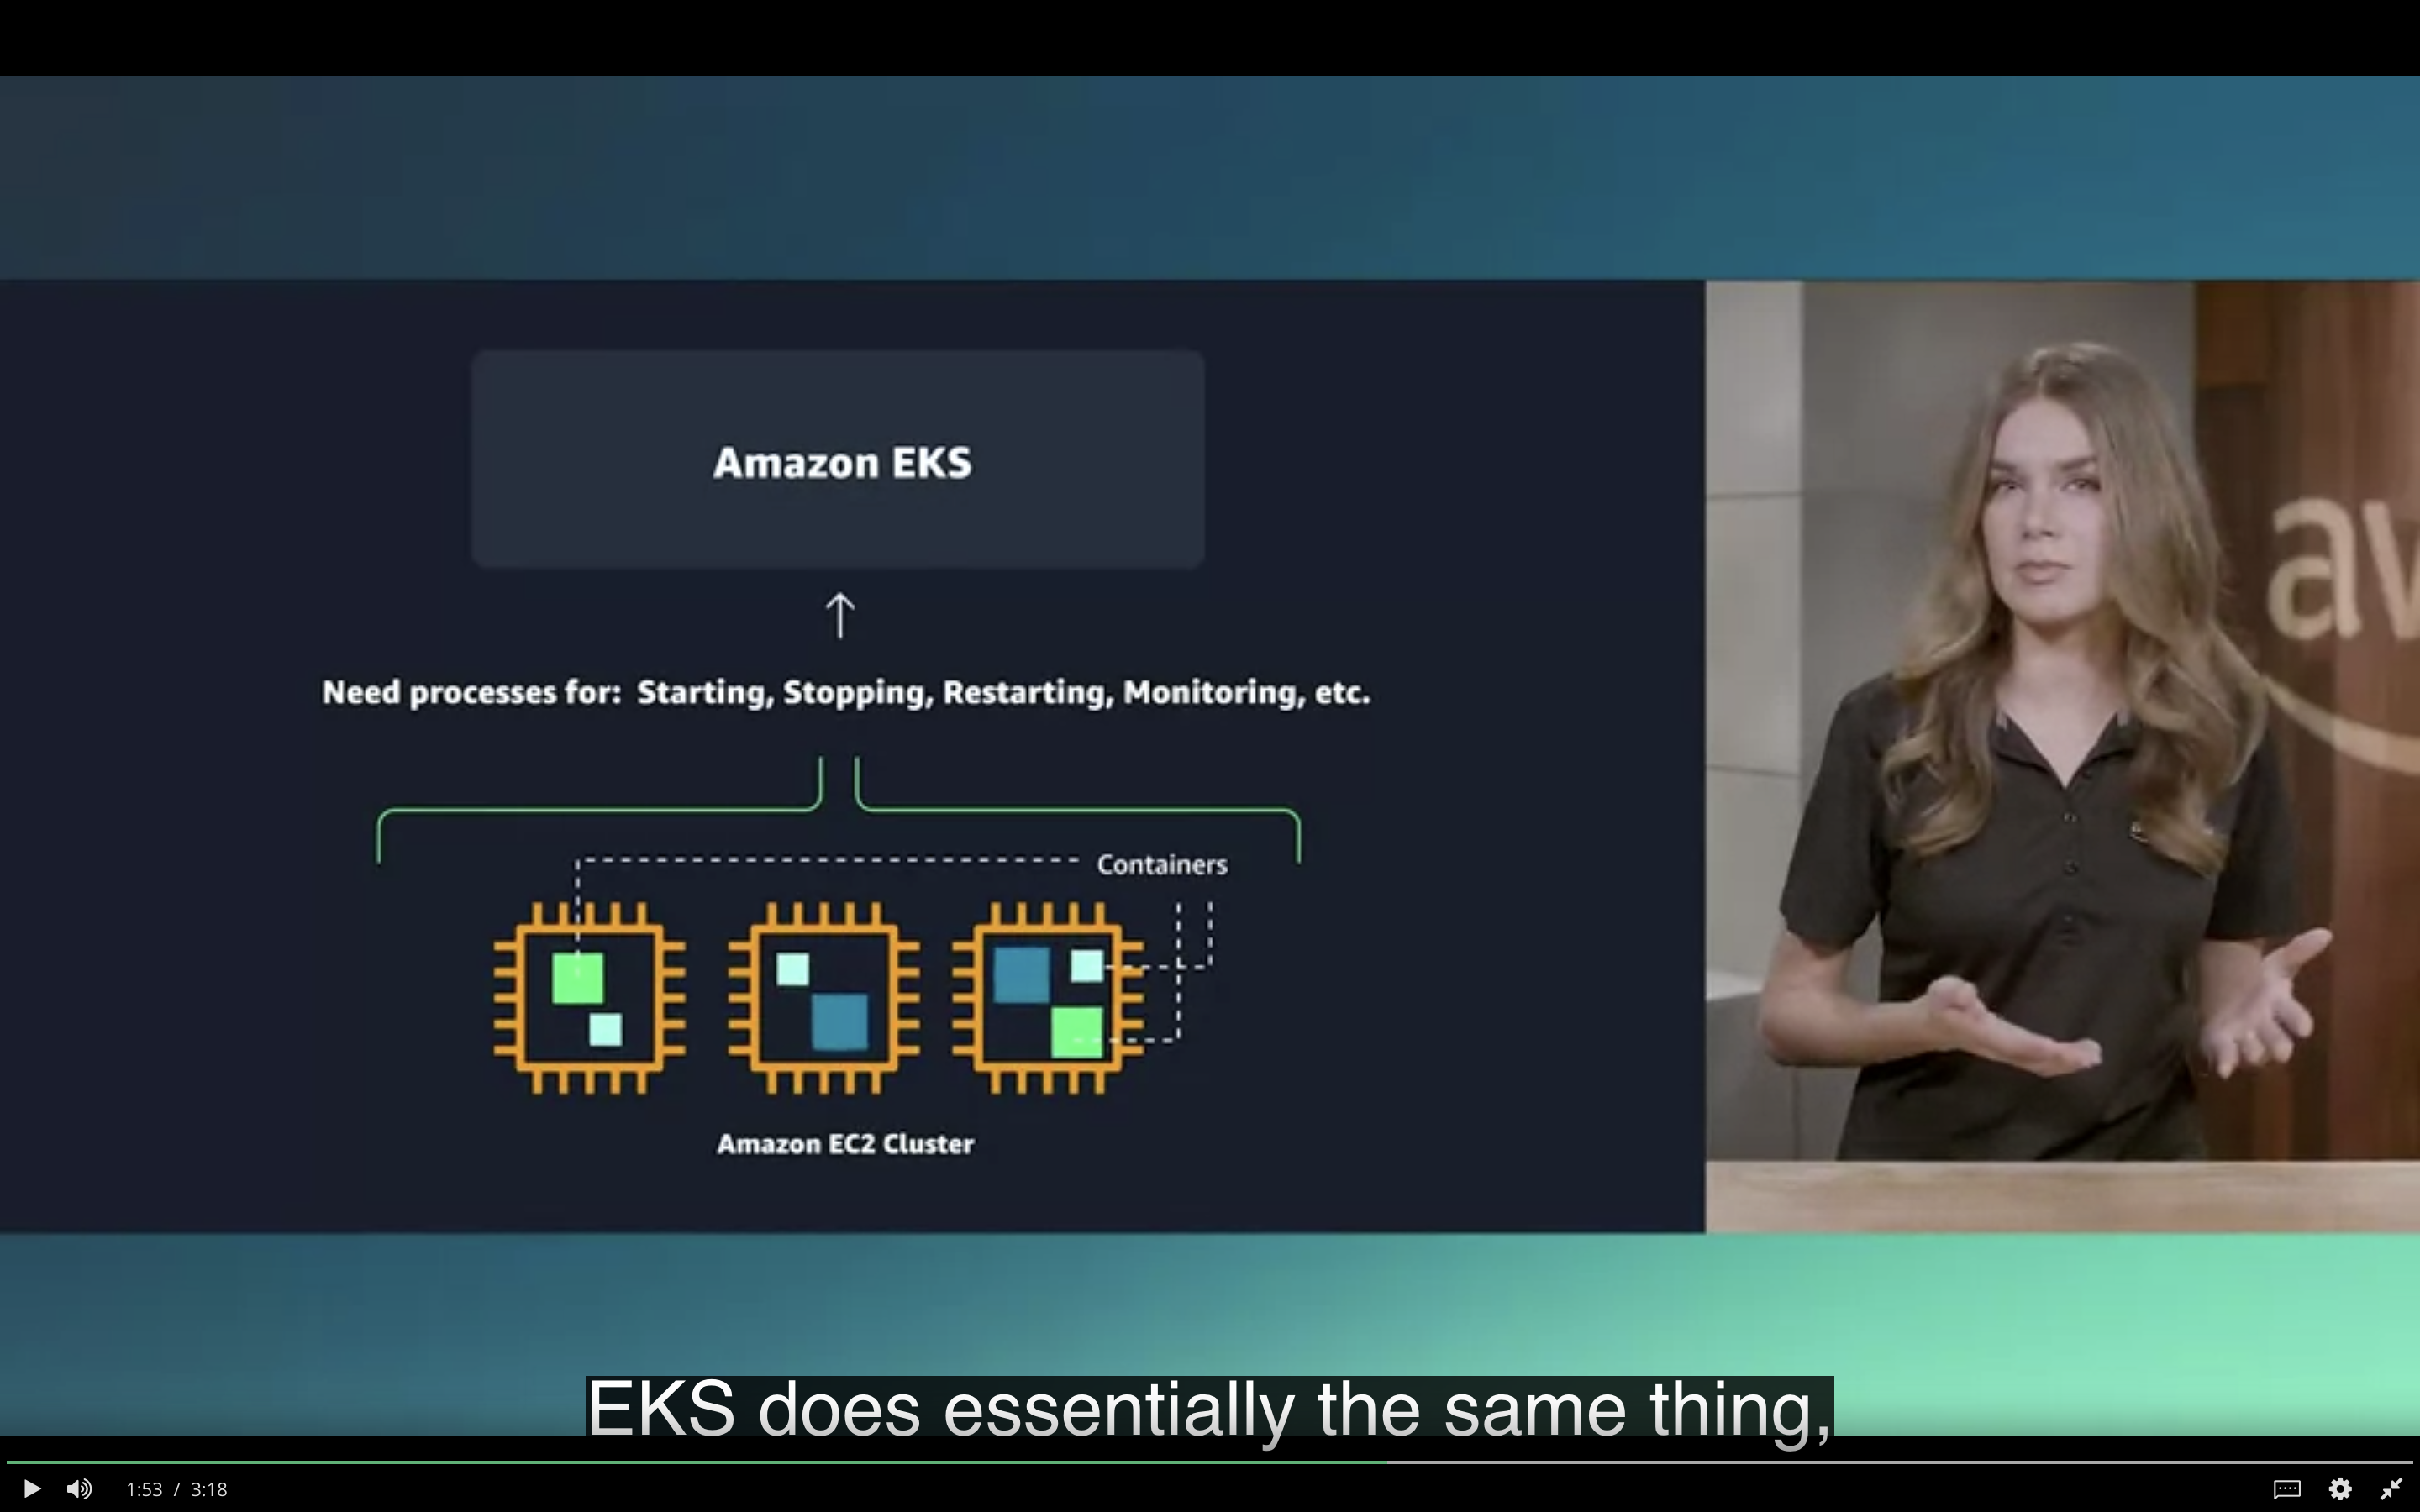 Amazon EKS
Need processes for: Starting, Stopping, Restarting, Monitoring, etc.
Containers
Amazon EC2 Cluster
aw
EKS does essentially the same thing,
1:53 / 3:18